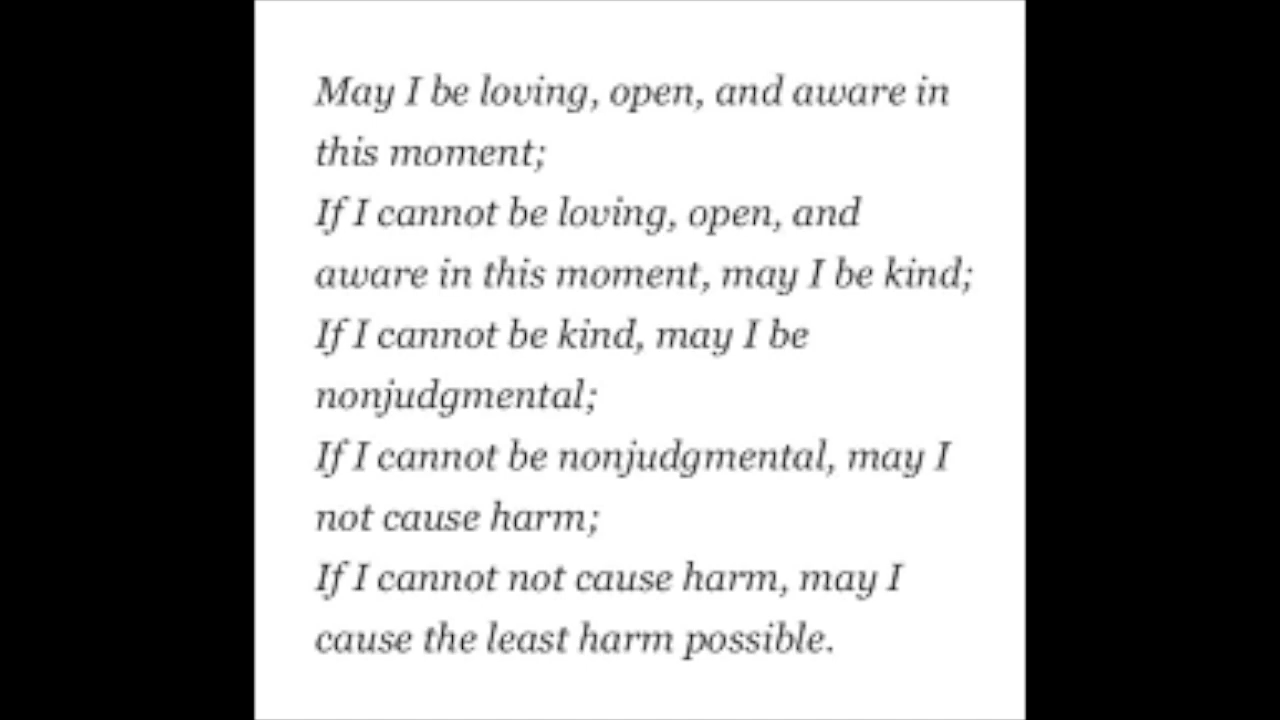 May I be loving, open, and aware in
this moment;
If I cannot be loving, open, and
aware in this moment, may I be kind;
If I cannot be kind, may I be
nonjudgmental;
If I cannot be nonjudgmental, may I
not cause harm;
If I cannot not cause harm, may I
cause the least harm possible.